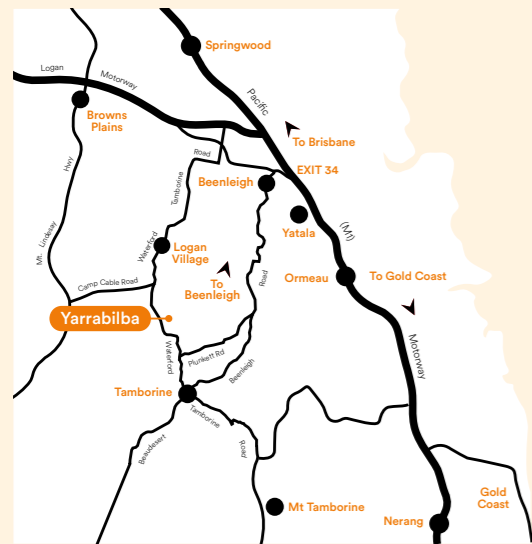 Springwood
Logan
Motorway
Pacific
Browns
Plains
To Brisbane
Road
EXIT 34
Hwy
Tamborine
Beenleigh
Yatala
(M1)
Lindesay
Mt.
Waterford
Logan
Village
To
Beenleigh
Road
Ormeau
To Gold Coast
Camp Cable Road
Yarrabilba
Motorway
Waterford
Plunkett Rd
Beenleigh
Tamborine
Tamborine
Road
Beaudesert
Mt Tamborine
Gold
Coast
Nerang